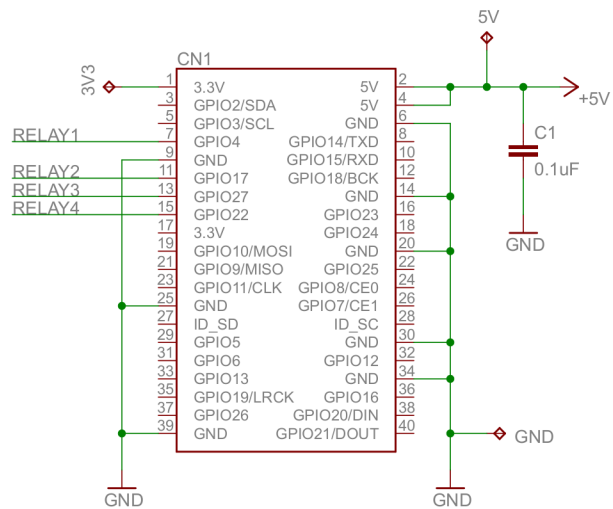 5V
3V3
CN1
+5V
1 3.3V 5V 2
3 GPIO2/SDA 5V 4
5 GPIO3/SCL GND 6
RELAY1 7 GPIO4 GPIO14/TXD 8
9 GND GPIO15/RXD 10
RELAY2 11 GPIO17 GPIO18/BCK 12
RELAY3 13 GPIO27 GND 14
RELAY4 15 GPIO22 GPIO23 16
17 3.3V GPIO24 18
19 GPIO10/MOSI GND 20
21 GPIO9/MISO GPIO25 22
23 GPIO11/CLK GPIO8/CE0 24
25 GND GPIO7/CE1 26
27 ID_SD ID_SC 28
29 GPIO5 GND 30
31 GPIO6 GPIO12 32
33 GPIO13 GND 34
35 GPIO19/LRCK GPIO16 36
37 GPIO26 GPIO20/DIN 38
39 GND GPIO21/DOUT 40
C1
0.1uF
GND
GND
GND
GND